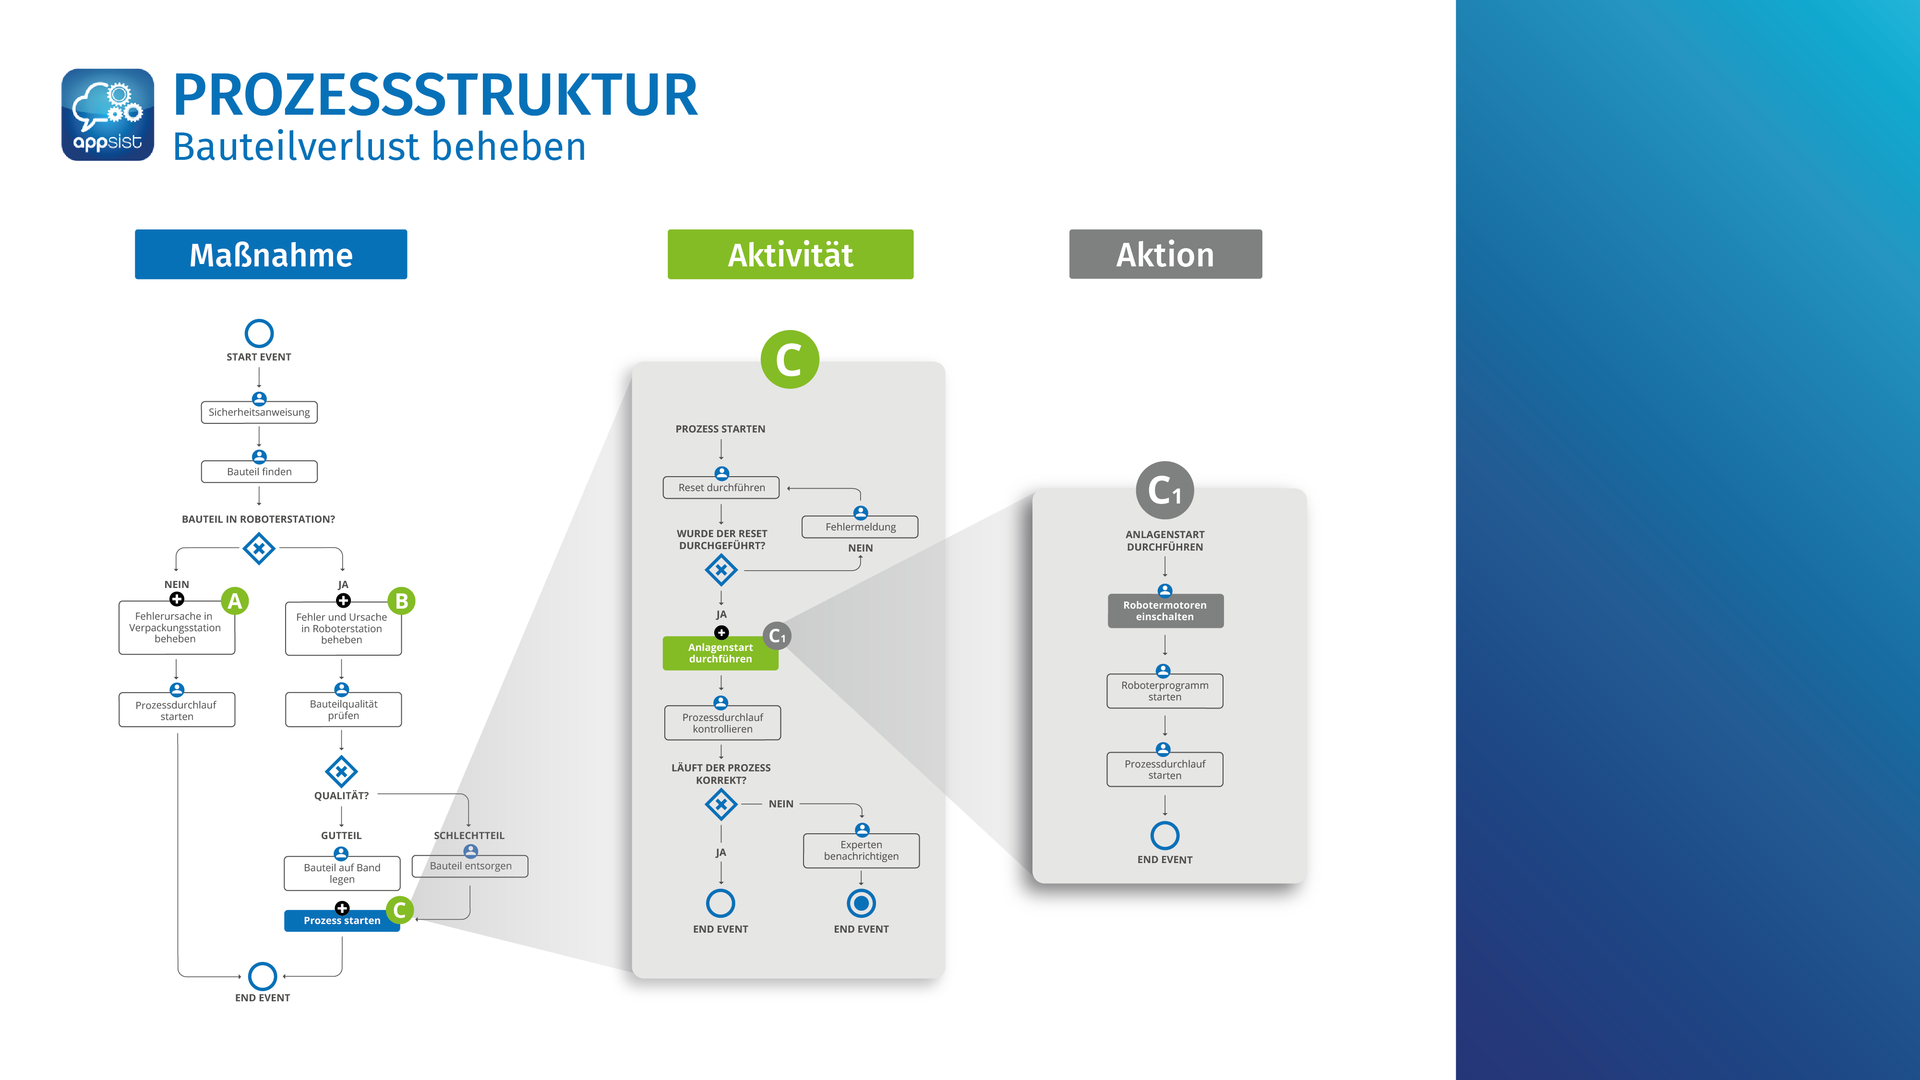 appsist
PROZESSSTRUKTUR
Bauteilverlust beheben
Maßnahme
START EVENT
Sicherheitsanweisung
Bauteil finden
BAUTEIL IN ROBOTERSTATION?
NEIN
JA
A
Fehlerursache in
Verpackungsstation
beheben
B
Fehler und Ursache
in Roboterstation
beheben
Prozessdurchlauf
starten
Bauteilqualität
prüfen
QUALITÄT?
GUTTEIL
SCHLECHTTEIL
Bauteil auf Band
legen
Bauteil entsorgen
Prozess starten
C
END EVENT
Aktivität
C
PROZESS STARTEN
Reset durchführen
Fehlermeldung
WURDE DER RESET
DURCHGEFÜHRT?
NEIN
JA
C1
Anlagenstart
durchführen
Prozessdurchlauf
kontrollieren
LÄUFT DER PROZESS
KORREKT?
NEIN
Experten
benachrichtigen
JA
END EVENT
END EVENT
Aktion
C1
ANLAGENSTART
DURCHFÜHREN
Robotermotoren
einschalten
Roboterprogramm
starten
Prozessdurchlauf
starten
END EVENT